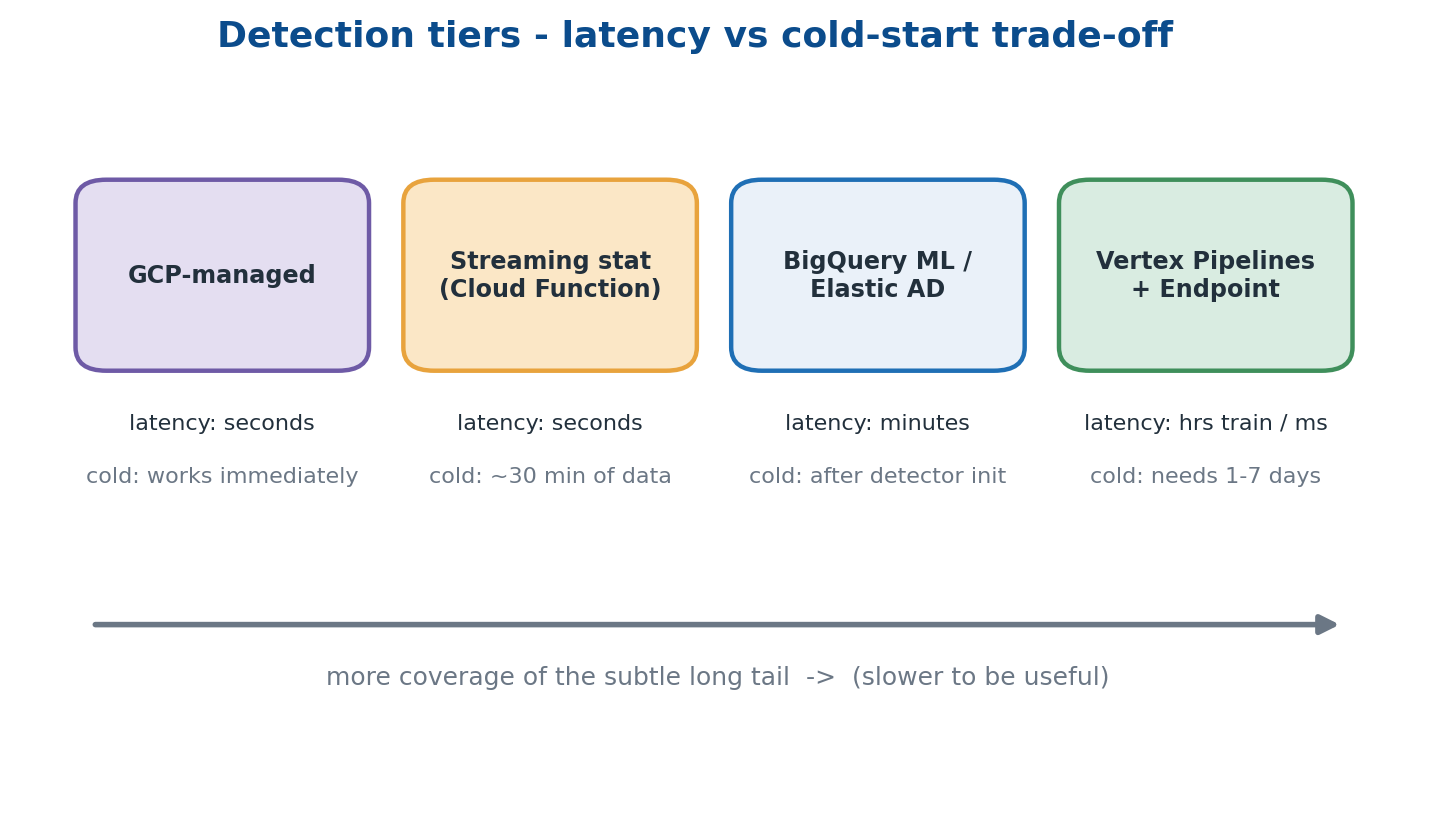 Detection tiers - latency vs cold-start trade-off
GCP-managed
Streaming stat
(Cloud Function)
BigQuery ML /
Elastic AD
Vertex Pipelines
+ Endpoint
latency: seconds
latency: seconds
latency: minutes
latency: hrs train / ms
cold: works immediately
cold: ~30 min of data
cold: after detector init
cold: needs 1-7 days
more coverage of the subtle long tail  ->  (slower to be useful)